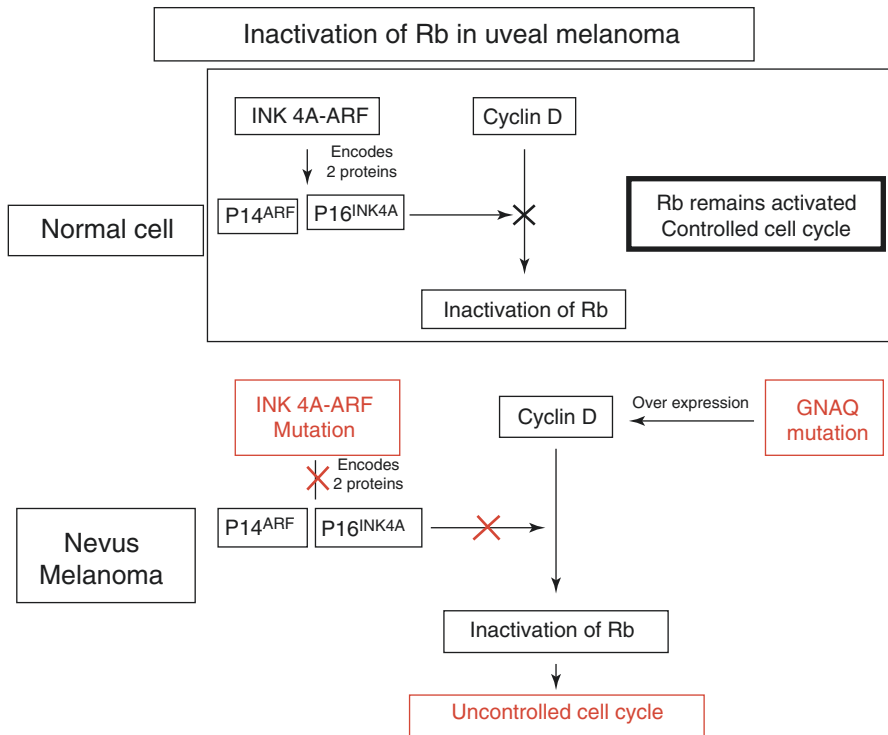 Inactivation of Rb in uveal melanoma
INK 4A-ARF
Cyclin D
Encodes
2 proteins
P14ARF
P16INK4A
Rb remains activated
Controlled cell cycle
Normal cell
Inactivation of Rb
INK 4A-ARF
Mutation
Cyclin D
Over expression
GNAQ
mutation
Encodes
2 proteins
P14ARF
P16INK4A
Nevus
Melanoma
Inactivation of Rb
Uncontrolled cell cycle